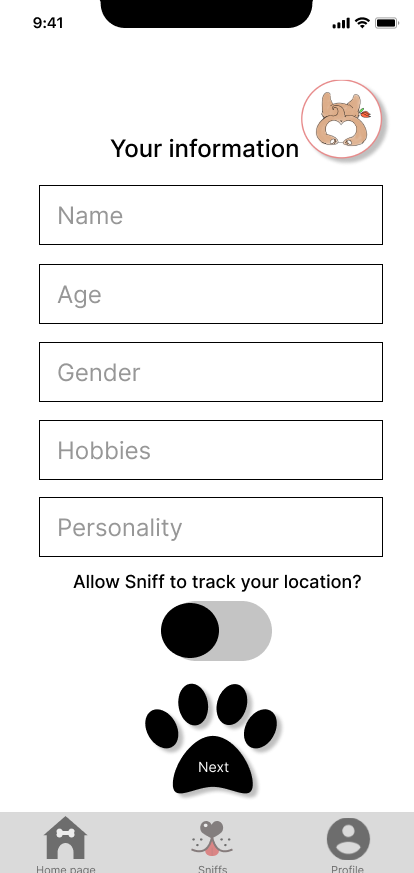 9:41
Your information
Name
Age
Gender
Hobbies
Personality
Allow Sniff to track your location?
Next
Home page
Sniffs
Profile